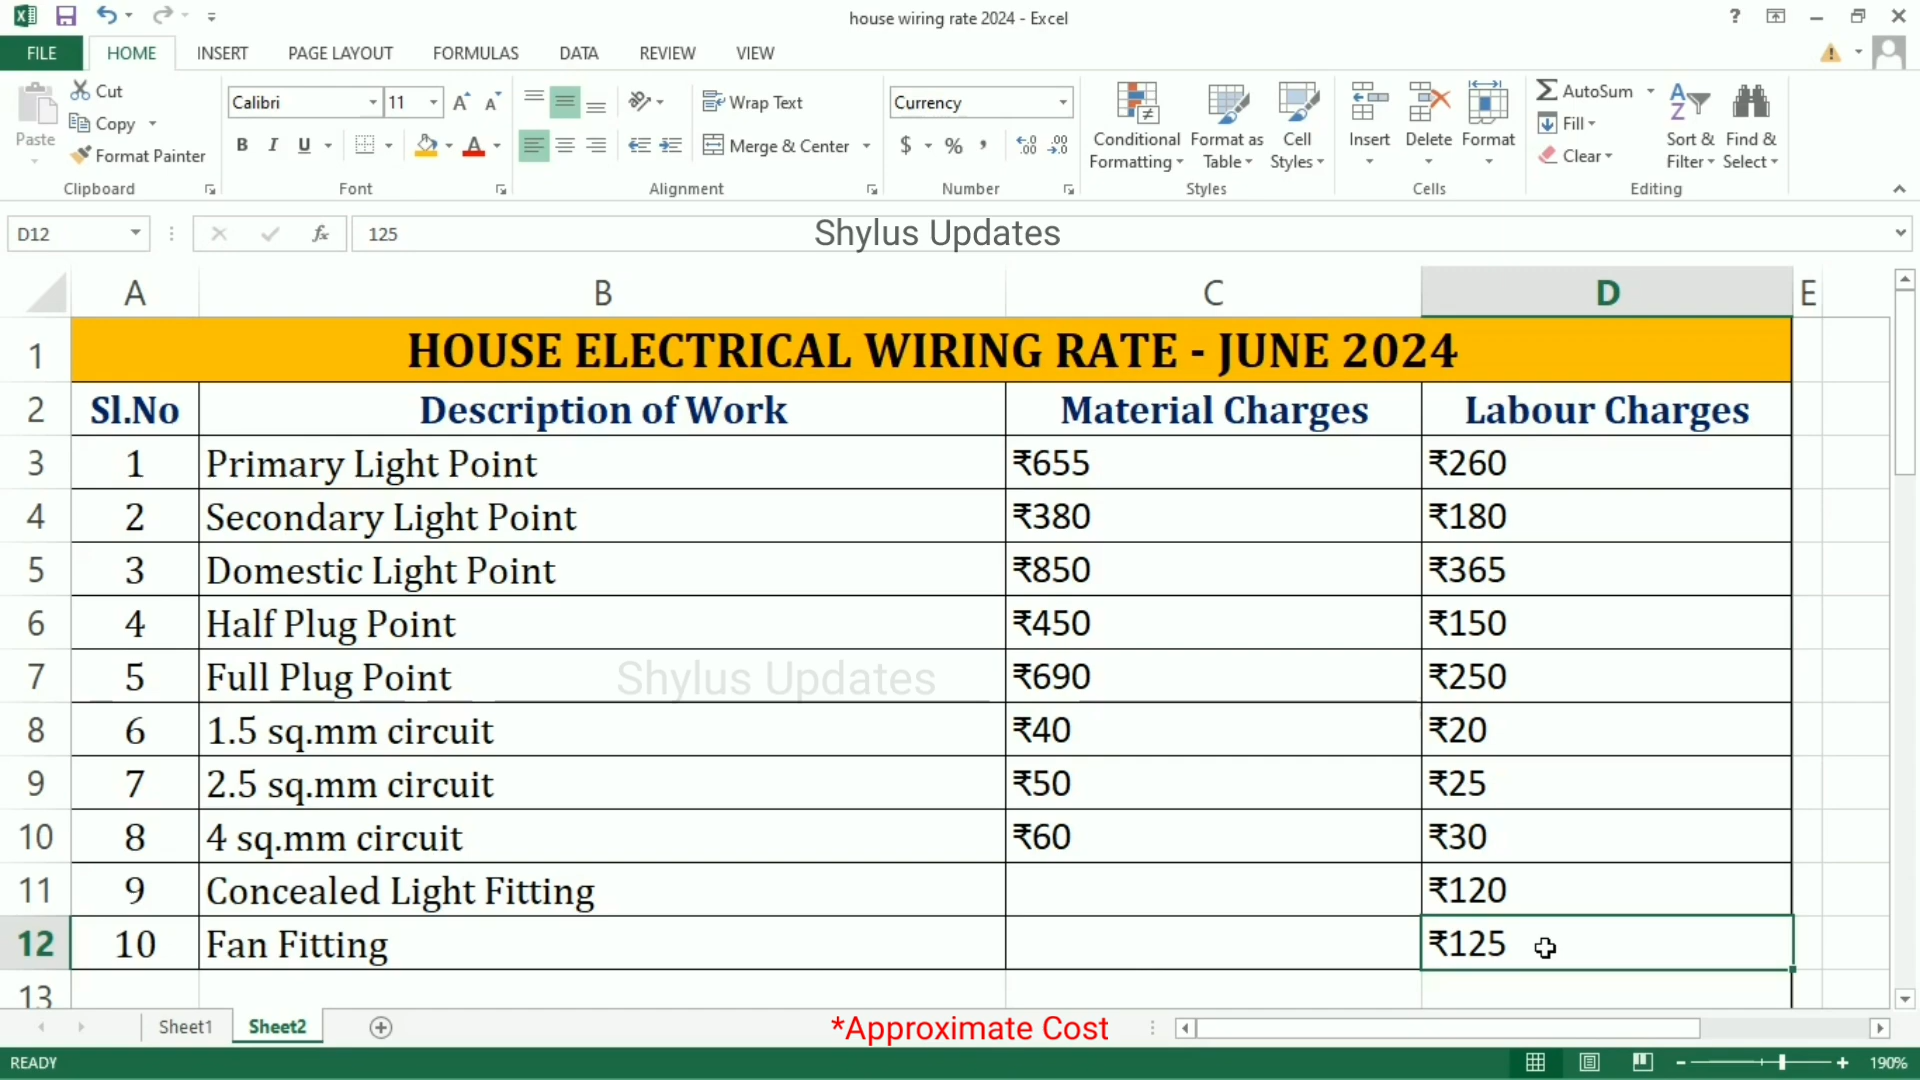 house wiring rate 2024 - Excel
FILE HOME INSERT PAGE LAYOUT FORMULAS DATA REVIEW VIEW
Cut
Copy
Format Painter
Paste
Clipboard
Calibri 11
B I U
Font
Wrap Text
Merge & Center
Alignment
Currency
$ % ,
Number
Conditional Formatting
Format as Table
Cell Styles
Styles
Insert Delete Format
Cells
AutoSum
Fill
Clear
Sort & Filter
Find & Select
Editing
D12 fx 125 Shylus Updates
A B C D E
1 HOUSE ELECTRICAL WIRING RATE - JUNE 2024
2 Sl.No Description of Work Material Charges Labour Charges
3 1 Primary Light Point ₹655 ₹260
4 2 Secondary Light Point ₹380 ₹180
5 3 Domestic Light Point ₹850 ₹365
6 4 Half Plug Point ₹450 ₹150
7 5 Full Plug Point Shylus Updates ₹690 ₹250
8 6 1.5 sq.mm circuit ₹40 ₹20
9 7 2.5 sq.mm circuit ₹50 ₹25
10 8 4 sq.mm circuit ₹60 ₹30
11 9 Concealed Light Fitting ₹120
12 10 Fan Fitting ₹125
13
Sheet1 Sheet2 *Approximate Cost
READY 190%